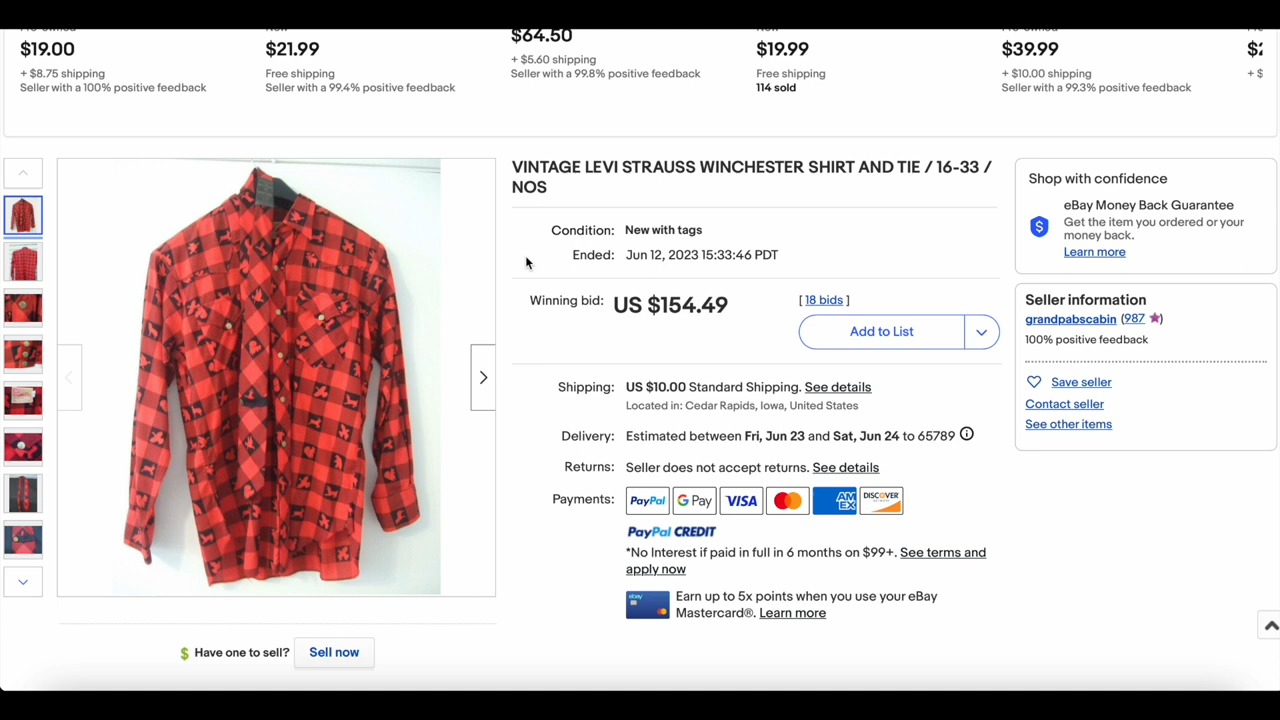 $19.00
+ $8.75 shipping
Seller with a 100% positive feedback
$21.99
Free shipping
Seller with a 99.4% positive feedback
$64.50
+ $5.60 shipping
Seller with a 99.8% positive feedback
$19.99
Free shipping
114 sold
$39.99
+ $10.00 shipping
Seller with a 99.3% positive feedback
+ $
VINTAGE LEVI STRAUSS WINCHESTER SHIRT AND TIE / 16-33 /
NOS
Condition: New with tags
Ended: Jun 12, 2023 15:33:46 PDT
Winning bid: US $154.49 [ 18 bids ]
Add to List
Shipping: US $10.00 Standard Shipping. See details
Located in: Cedar Rapids, Iowa, United States
Delivery: Estimated between Fri, Jun 23 and Sat, Jun 24 to 65789
Returns: Seller does not accept returns. See details
Payments: PayPal G Pay VISA AM EX DISCOVER
PayPal CREDIT
*No Interest if paid in full in 6 months on $99+. See terms and
apply now
ebay
Earn up to 5x points when you use your eBay
Mastercard®. Learn more
Shop with confidence
eBay Money Back Guarantee
Get the item you ordered or your
money back.
Learn more
Seller information
grandpabscabin (987)
100% positive feedback
Save seller
Contact seller
See other items
Have one to sell? Sell now